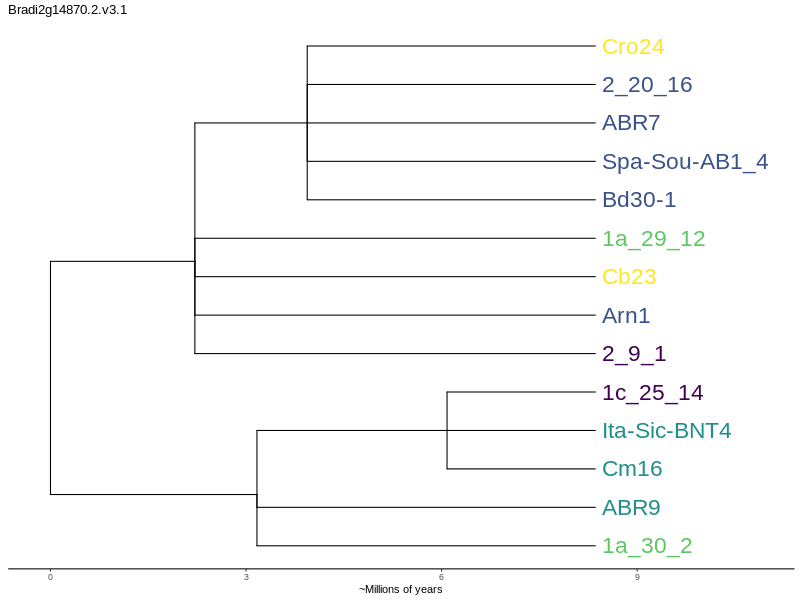 Bradi2g14870.2.v3.1
Cro24
2_20_16
ABR7
Spa-Sou-AB1_4
Bd30-1
1a_29_12
Cb23
Arn1
2_9_1
1c_25_14
Ita-Sic-BNT4
Cm16
ABR9
1a_30_2
0 3 6 9
~Millions of years